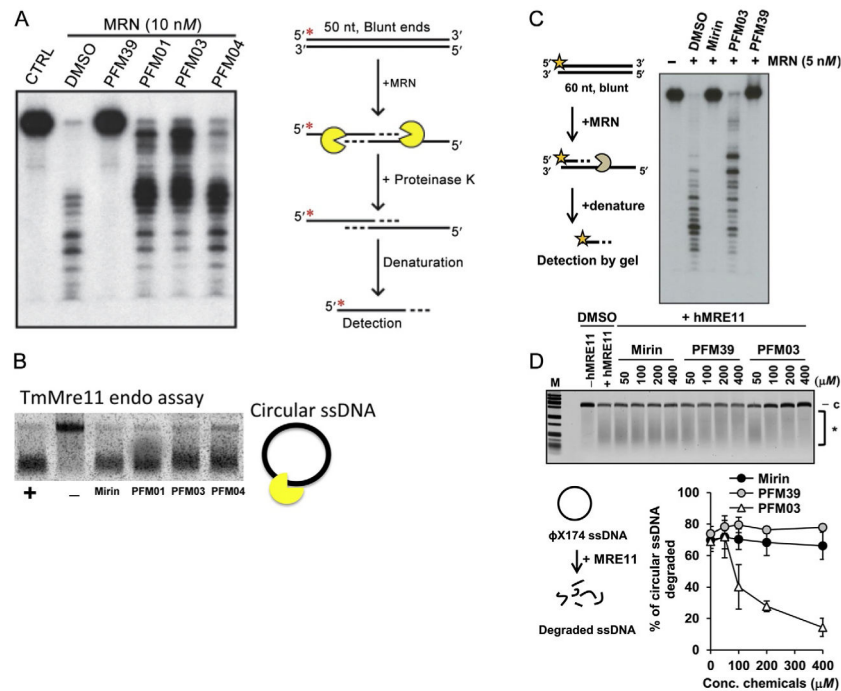 A
MRN (10 nM)
CTRL
DMSO
PFM39
PFM01
PFM03
PFM04
5′* 50 nt, Blunt ends 3′
3′ 5′
+MRN
5′*
5′
+ Proteinase K
5′*
5′
Denaturation
5′*
Detection
B
TmMre11 endo assay
Circular ssDNA
+ − Mirin PFM01 PFM03 PFM04
C
DMSO
Mirin
PFM03
PFM39
− + + + + MRN (5 nM)
5′ 3′
3′ 5′
60 nt, blunt
+MRN
5′
3′ 5′
+denature
Detection by gel
D
DMSO + hMRE11
−hMRE11
+ hMRE11
Mirin PFM39 PFM03
M 50 100 200 400 50 100 200 400 50 100 200 400 (μM)
− c
*
φX174 ssDNA
+ MRE11
Degraded ssDNA
Mirin
PFM39
PFM03
% of circular ssDNA
degraded
100
80
60
40
20
0
0 100 200 300 400
Conc. chemicals (μM)